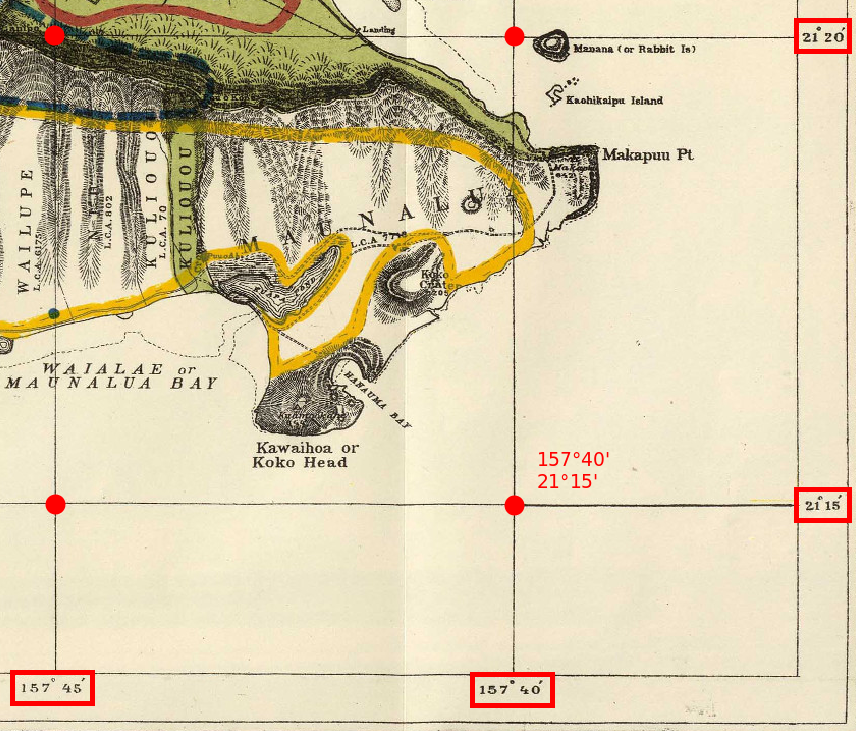 Landing
21° 20′
Manana (or Rabbit Is)
Kaohikaipu Island
Makapuu Pt
WAILUPE
L.C.A. 6175
L.C.A. 802
KULIOUOU
L.C.A. 70
KULIOUOU
MAUNALUA
L.C.A. 77
Koko
Crater
WAIALAE or
MAUNALUA BAY
HANAUMA BAY
Kawaihoa or
Koko Head
157°40'
21°15'
21° 15′
157° 45′
157° 40′